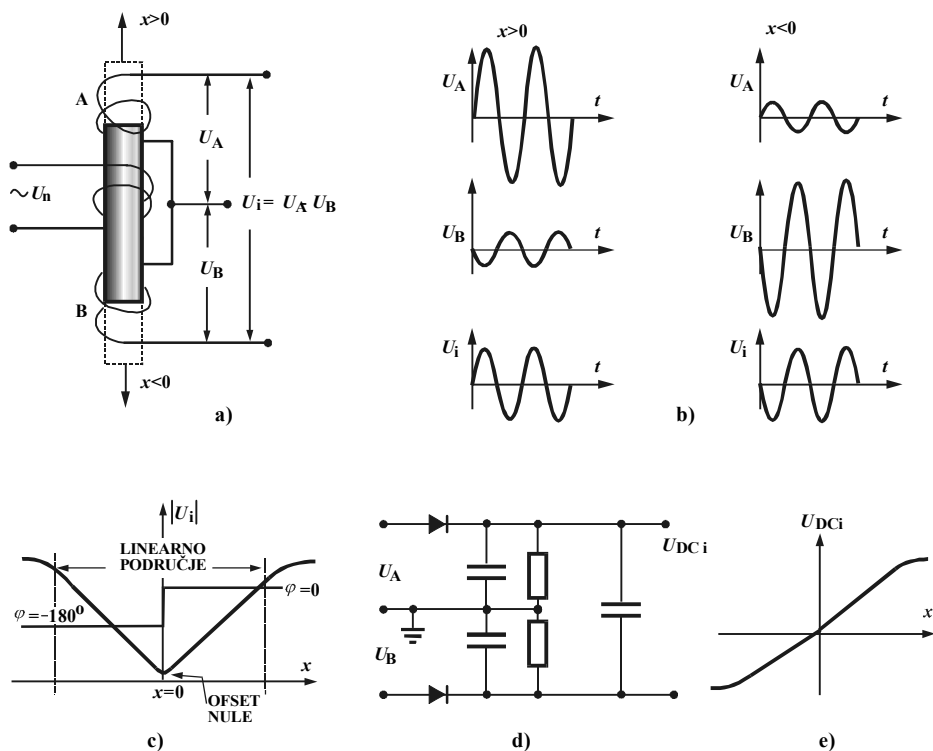 x>0
A
U_A
~U_n
U_i = U_A - U_B
U_B
B
x<0
a)
x>0
U_A
t
U_B
t
U_i
t
x<0
U_A
t
U_B
t
U_i
t
b)
|U_i|
LINEARNO
PODRUČJE
φ=0
φ=-180°
x
x=0
OFSET
NULE
c)
U_DC i
U_A
U_B
d)
U_DCi
x
e)